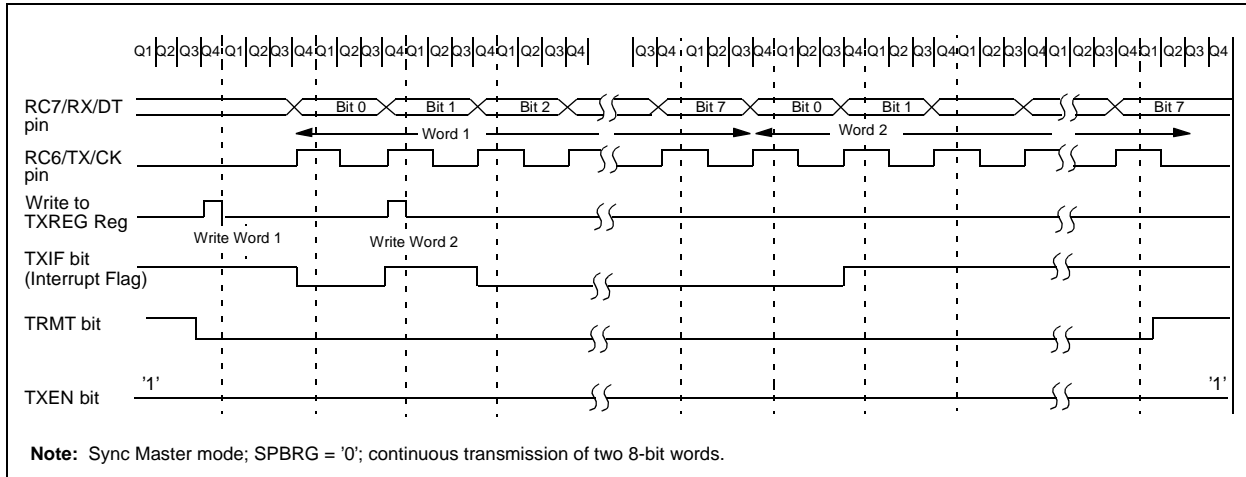 Q1 Q2 Q3 Q4 Q1 Q2 Q3 Q4 Q1 Q2 Q3 Q4 Q1 Q2 Q3 Q4 Q1 Q2 Q3 Q4 Q3 Q4 Q1 Q2 Q3 Q4 Q1 Q2 Q3 Q4 Q1 Q2 Q3 Q4 Q1 Q2 Q3 Q4 Q1 Q2 Q3 Q4 Q1 Q2 Q3 Q4
RC7/RX/DT
pin
Bit 0 Bit 1 Bit 2 Bit 7 Bit 0 Bit 1 Bit 7
Word 1 Word 2
RC6/TX/CK
pin
Write to
TXREG Reg
Write Word 1 Write Word 2
TXIF bit
(Interrupt Flag)
TRMT bit
TXEN bit
'1' '1'
Note: Sync Master mode; SPBRG = '0'; continuous transmission of two 8-bit words.